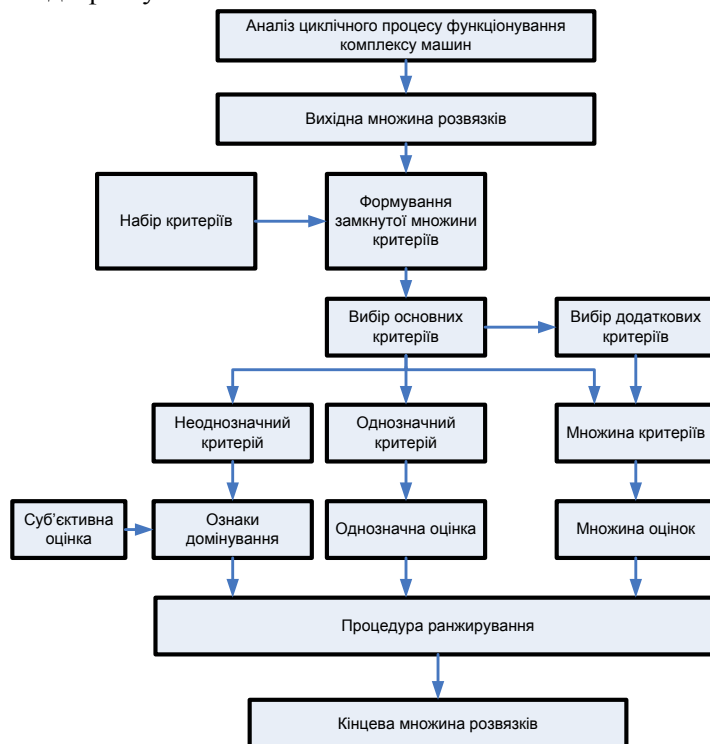 Аналіз циклічного процесу функціонування
комплексу машин
Вихідна множина розвязків
Набір критеріїв
Формування
замкнутої множини
критеріїв
Вибір основних
критеріїв
Вибір додаткових
критеріїв
Неоднозначний
критерій
Однозначний
критерій
Множина критеріїв
Суб’єктивна
оцінка
Ознаки
домінування
Однозначна оцінка
Множина оцінок
Процедура ранжирування
Кінцева множина розвязків